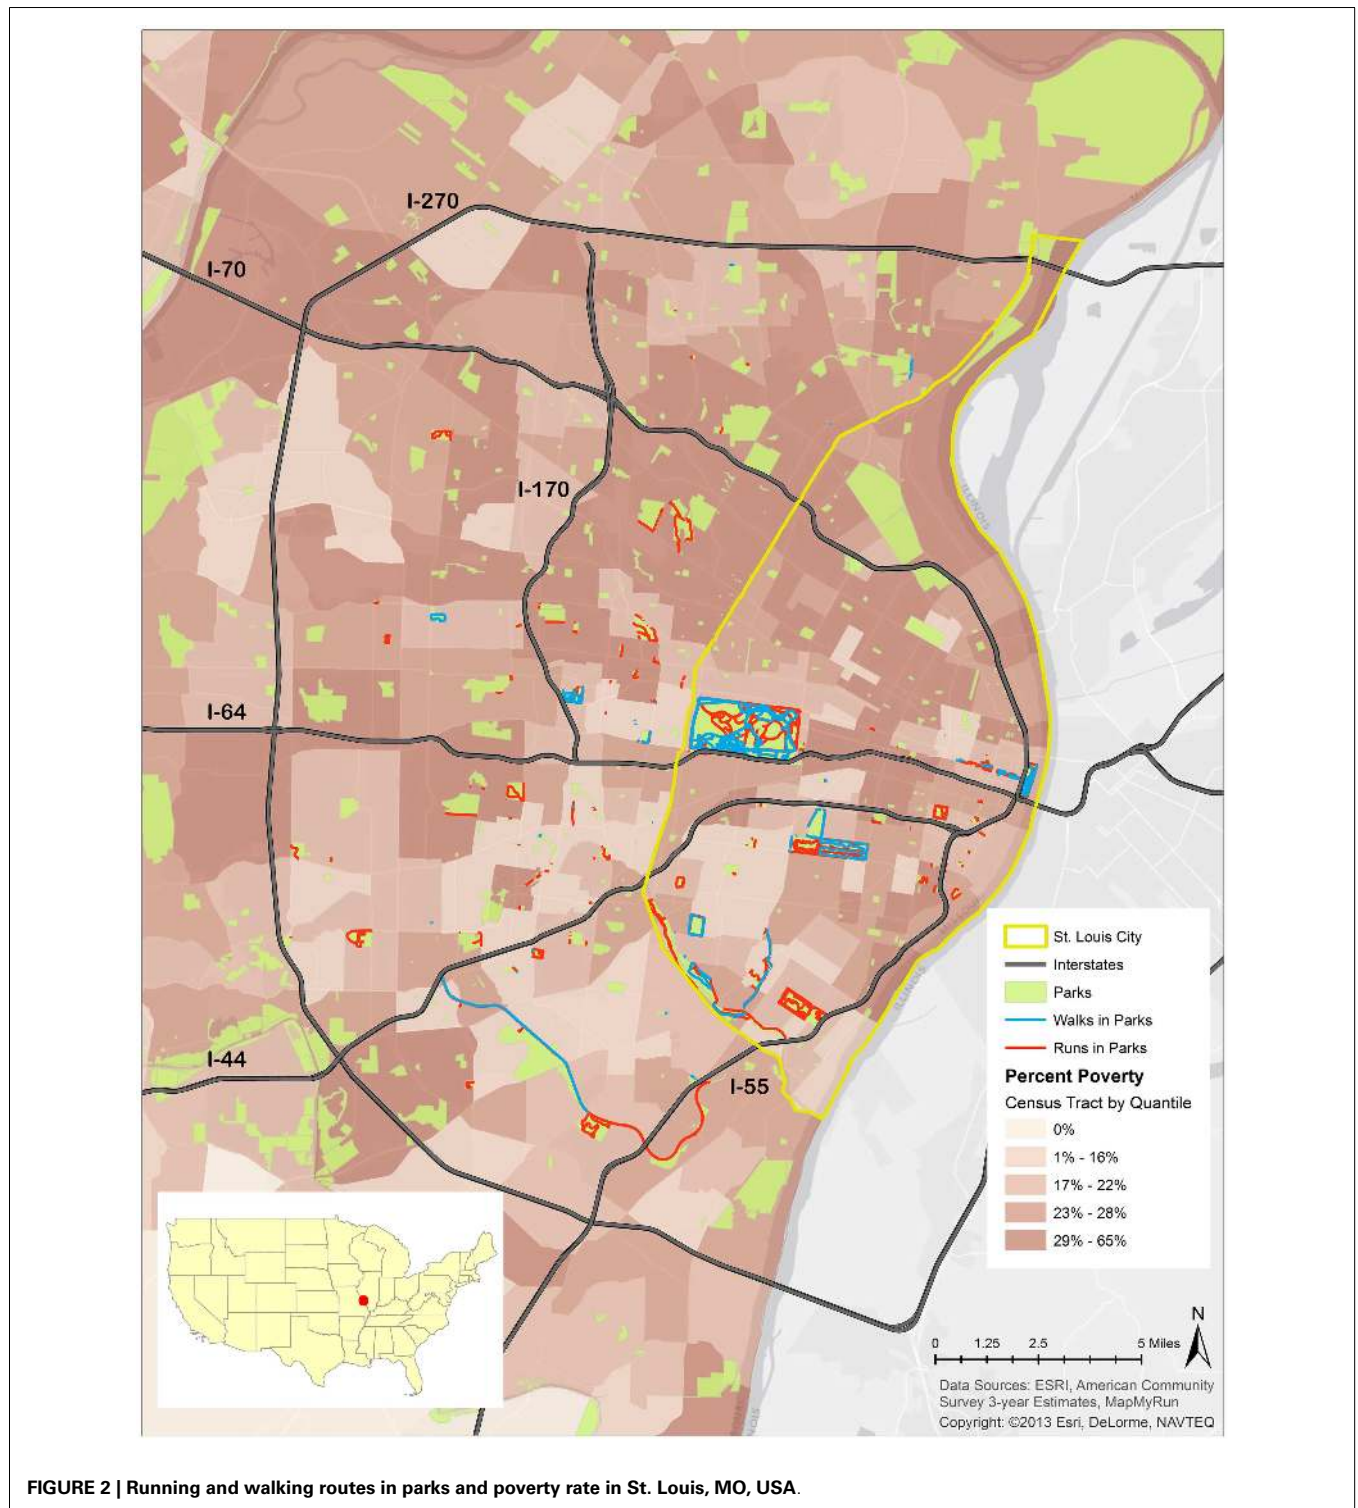 I-270
I-70
I-170
ILLINOIS
I-64
St. Louis City
Interstates
Parks
Walks in Parks
Runs in Parks
ILLINOIS
I-44
I-55
Percent Poverty
Census Tract by Quantile
0%
1% - 16%
17% - 22%
23% - 28%
29% - 65%
N
0 1.25 2.5 5 Miles
Data Sources: ESRI, American Community
Survey 3-year Estimates, MapMyRun
Copyright: ©2013 Esri, DeLorme, NAVTEQ
FIGURE 2 | Running and walking routes in parks and poverty rate in St. Louis, MO, USA.